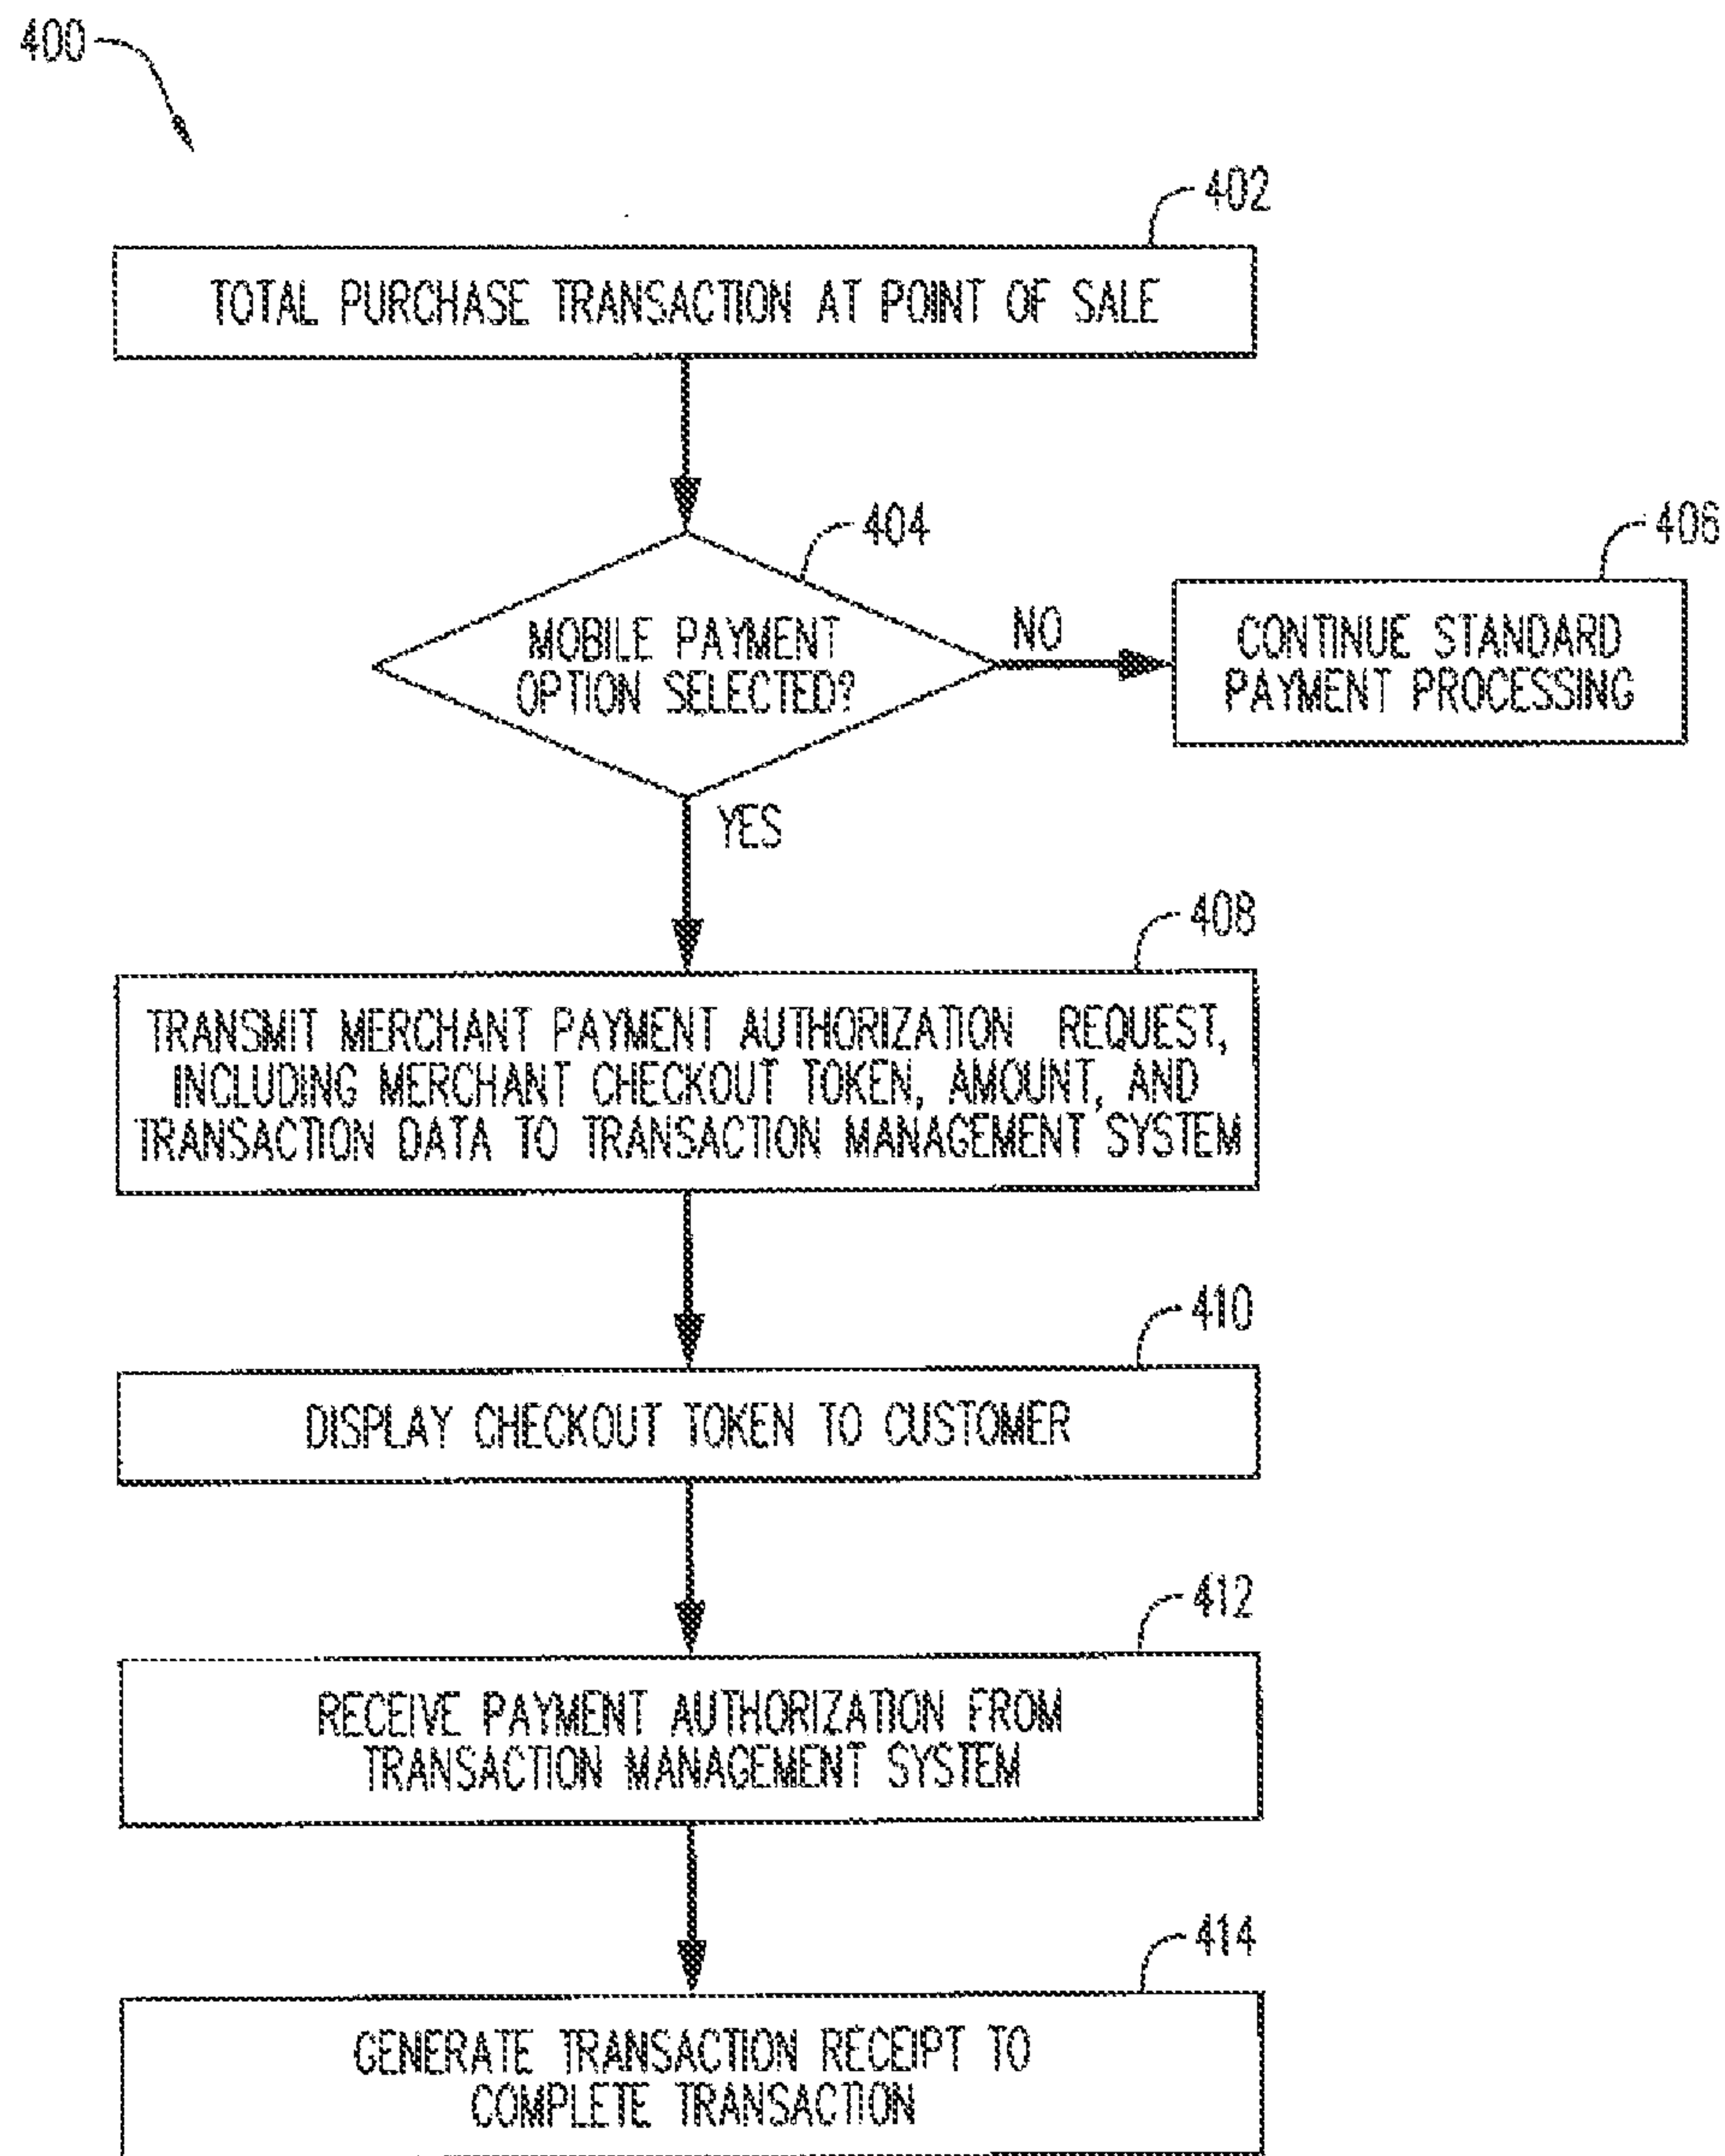 400
402
TOTAL PURCHASE TRANSACTION AT POINT OF SALE
404
406
MOBILE PAYMENT
OPTION SELECTED?
NO
CONTINUE STANDARD
PAYMENT PROCESSING
YES
408
TRANSMIT MERCHANT PAYMENT AUTHORIZATION REQUEST,
INCLUDING MERCHANT CHECKOUT TOKEN, AMOUNT, AND
TRANSACTION DATA TO TRANSACTION MANAGEMENT SYSTEM
410
DISPLAY CHECKOUT TOKEN TO CUSTOMER
412
RECEIVE PAYMENT AUTHORIZATION FROM
TRANSACTION MANAGEMENT SYSTEM
414
GENERATE TRANSACTION RECEIPT TO
COMPLETE TRANSACTION